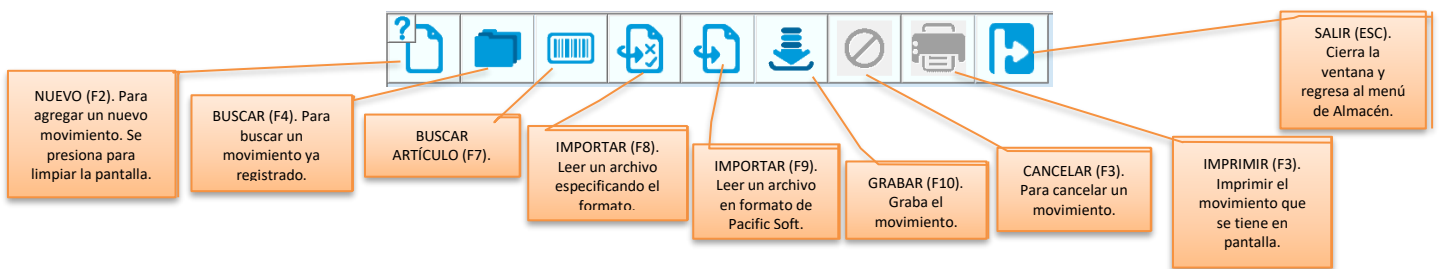 ?
NUEVO (F2). Para
agregar un nuevo
movimiento. Se
presiona para
limpiar la pantalla.
BUSCAR (F4). Para
buscar un
movimiento ya
registrado.
BUSCAR
ARTÍCULO (F7).
IMPORTAR (F8).
Leer un archivo
especificando el
formato.
IMPORTAR (F9).
Leer un archivo
en formato de
Pacific Soft.
GRABAR (F10).
Graba el
movimiento.
CANCELAR (F3).
Para cancelar un
movimiento.
IMPRIMIR (F3).
Imprimir el
movimiento que
se tiene en
pantalla.
SALIR (ESC).
Cierra la
ventana y
regresa al menú
de Almacén.